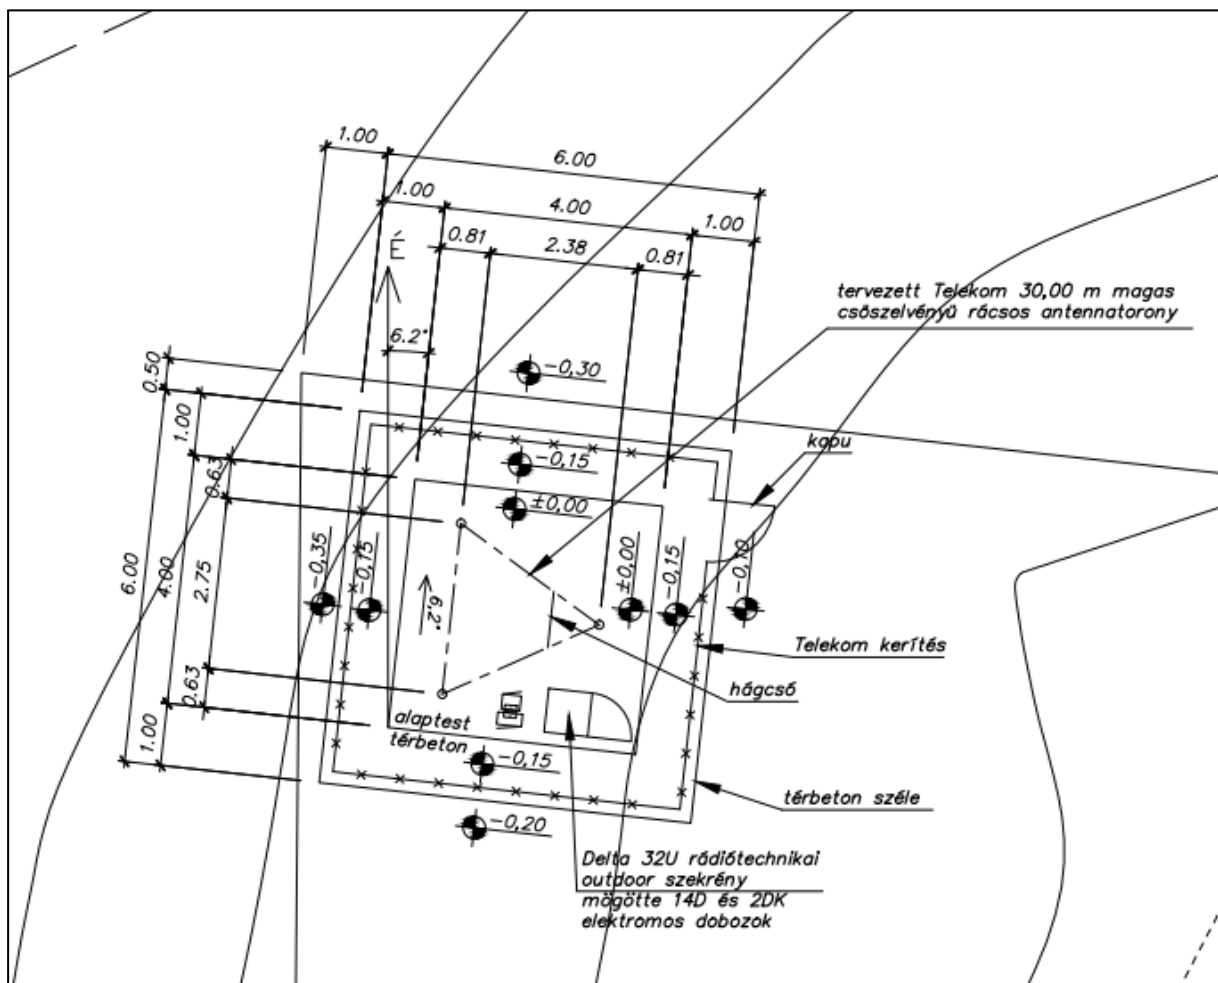 1.00
6.00
1.00
4.00
1.00
0.81
2.38
0.81
É
6.2°
tervezett Telekom 30,00 m magas
csőszelvényű rácsos antennatorony
-0,30
0.50
1.00
0.63
6.00
4.00
2.75
0.63
1.00
kapu
-0,15
±0,00
-0,35
-0,15
±0,00
-0,15
-0,10
6.2°
Telekom kerítés
hágcsó
alaptest
térbeton
-0,15
térbeton széle
-0,20
Delta 32U rádiótechnikai
outdoor szekrény
mögötte 14D és 2DK
elektromos dobozok